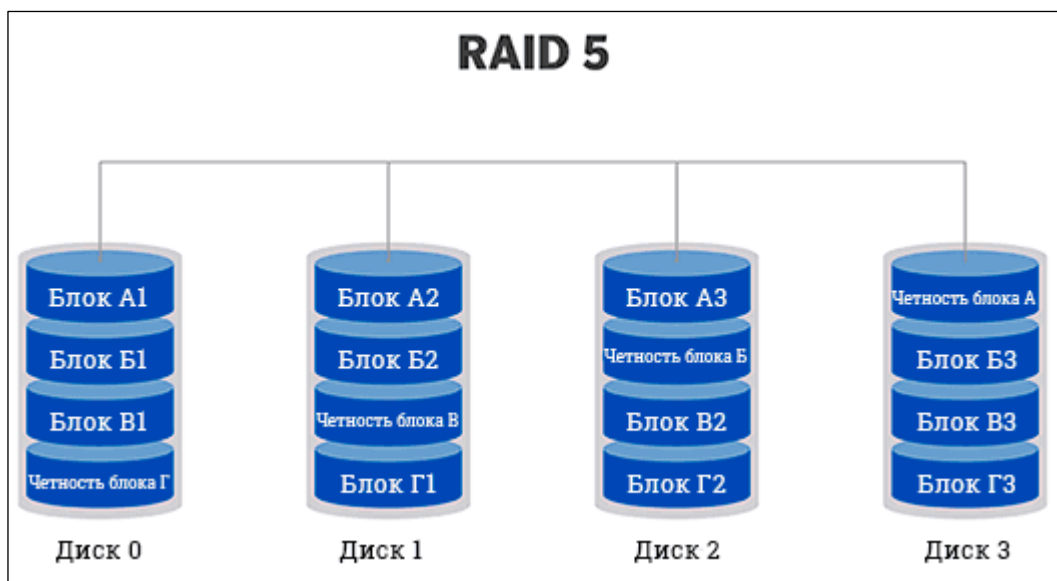 RAID 5
Блок А1
Блок А2
Блок А3
Четность блока А
Блок Б1
Блок Б2
Четность блока Б
Блок Б3
Блок В1
Четность блока В
Блок В2
Блок В3
Четность блока Г
Блок Г1
Блок Г2
Блок Г3
Диск 0
Диск 1
Диск 2
Диск 3